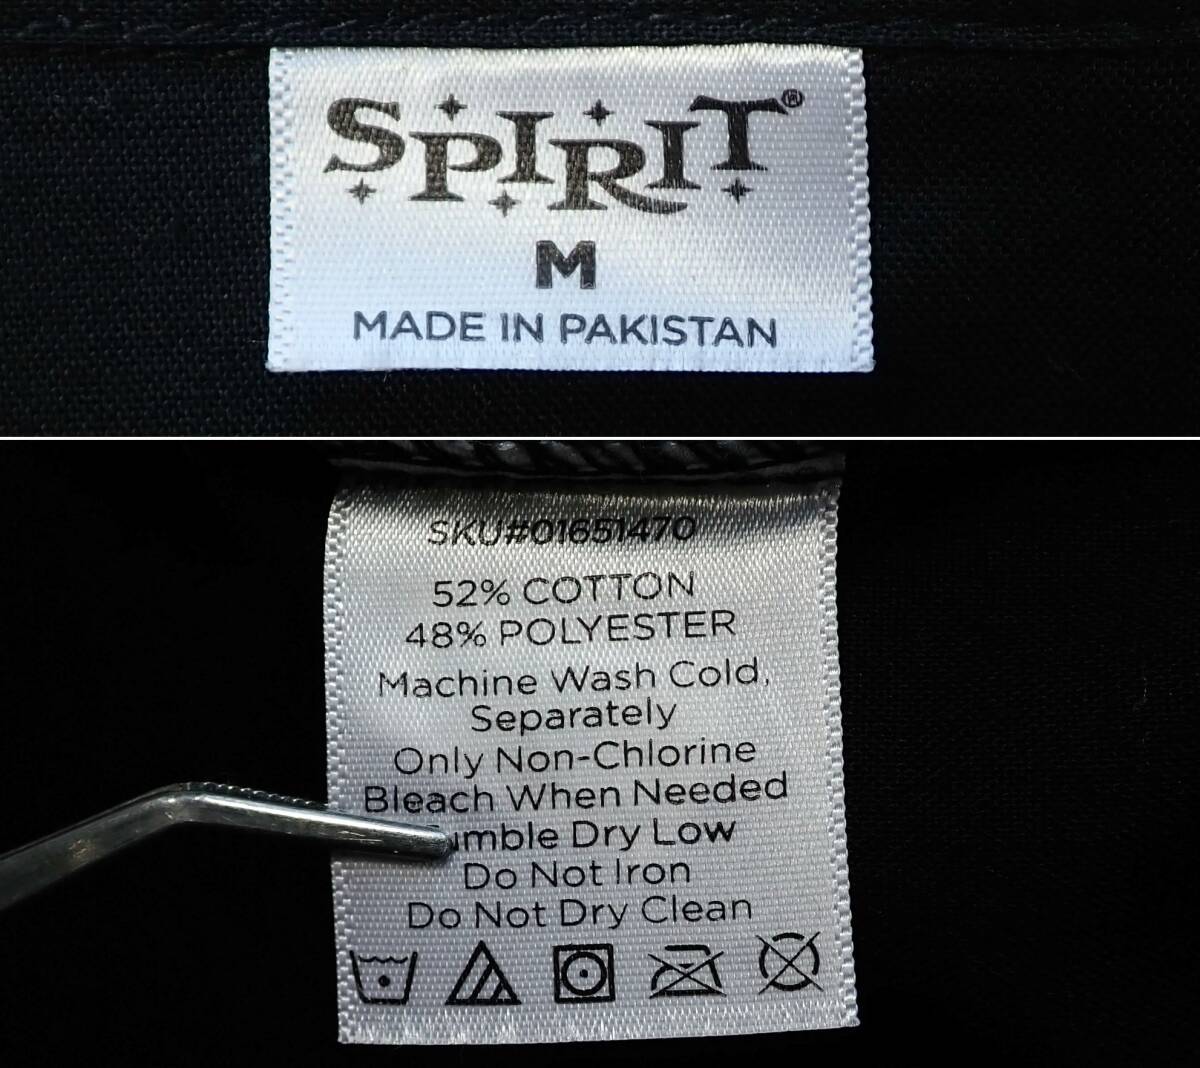 SPIRIT®
M
MADE IN PAKISTAN
SKU#01651470
52% COTTON
48% POLYESTER
Machine Wash Cold,
Separately
Only Non-Chlorine
Bleach When Needed
Dry Low
Do Not Iron
Do Not Dry Clean